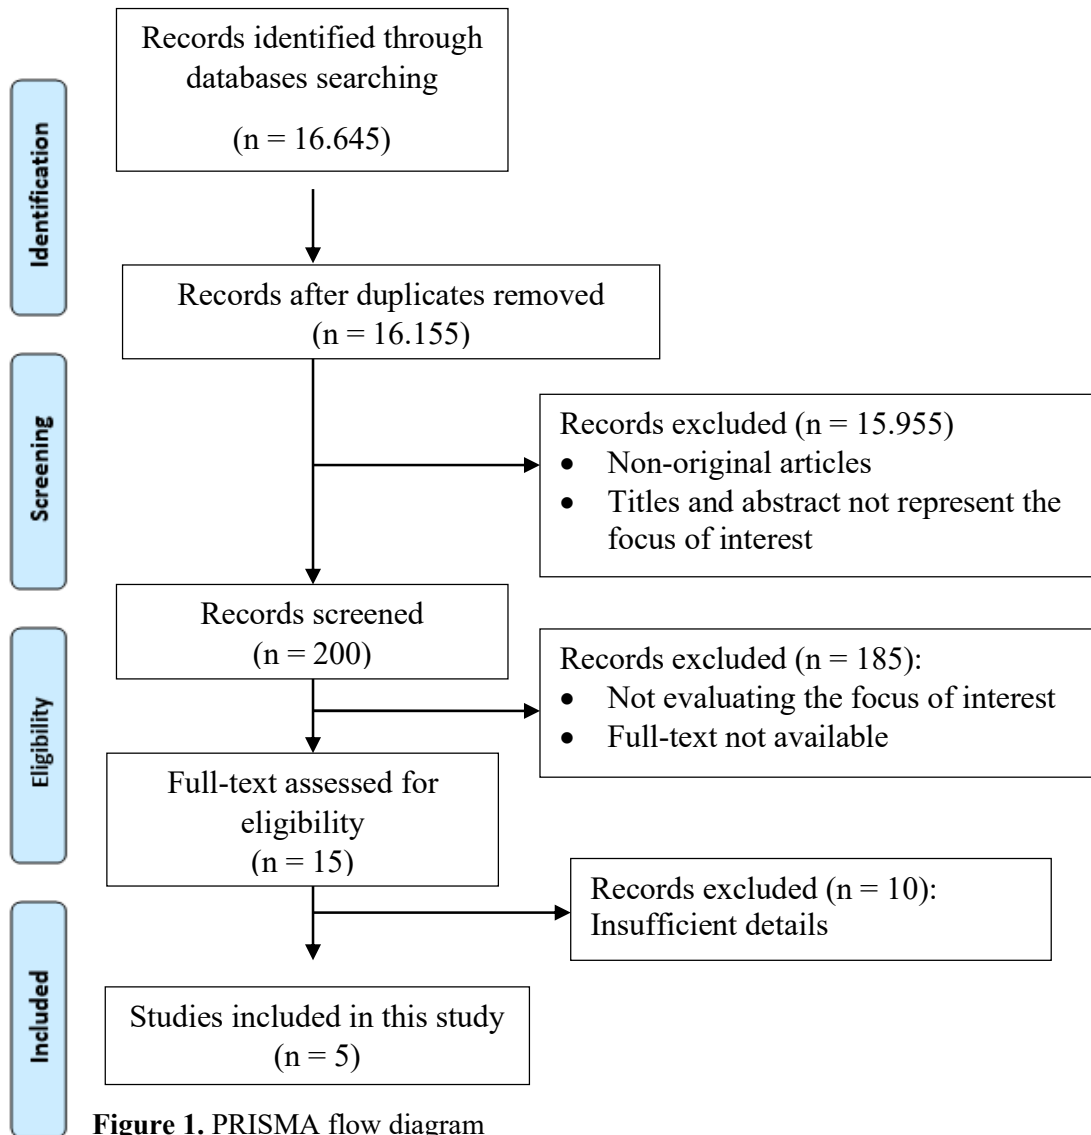 Records identified through
databases searching
(n = 16.645)
Identification
Records after duplicates removed
(n = 16.155)
Screening
Records excluded (n = 15.955)
• Non-original articles
• Titles and abstract not represent the
focus of interest
Records screened
(n = 200)
Eligibility
Records excluded (n = 185):
• Not evaluating the focus of interest
• Full-text not available
Full-text assessed for
eligibility
(n = 15)
Records excluded (n = 10):
Insufficient details
Included
Studies included in this study
(n = 5)
Figure 1. PRISMA flow diagram